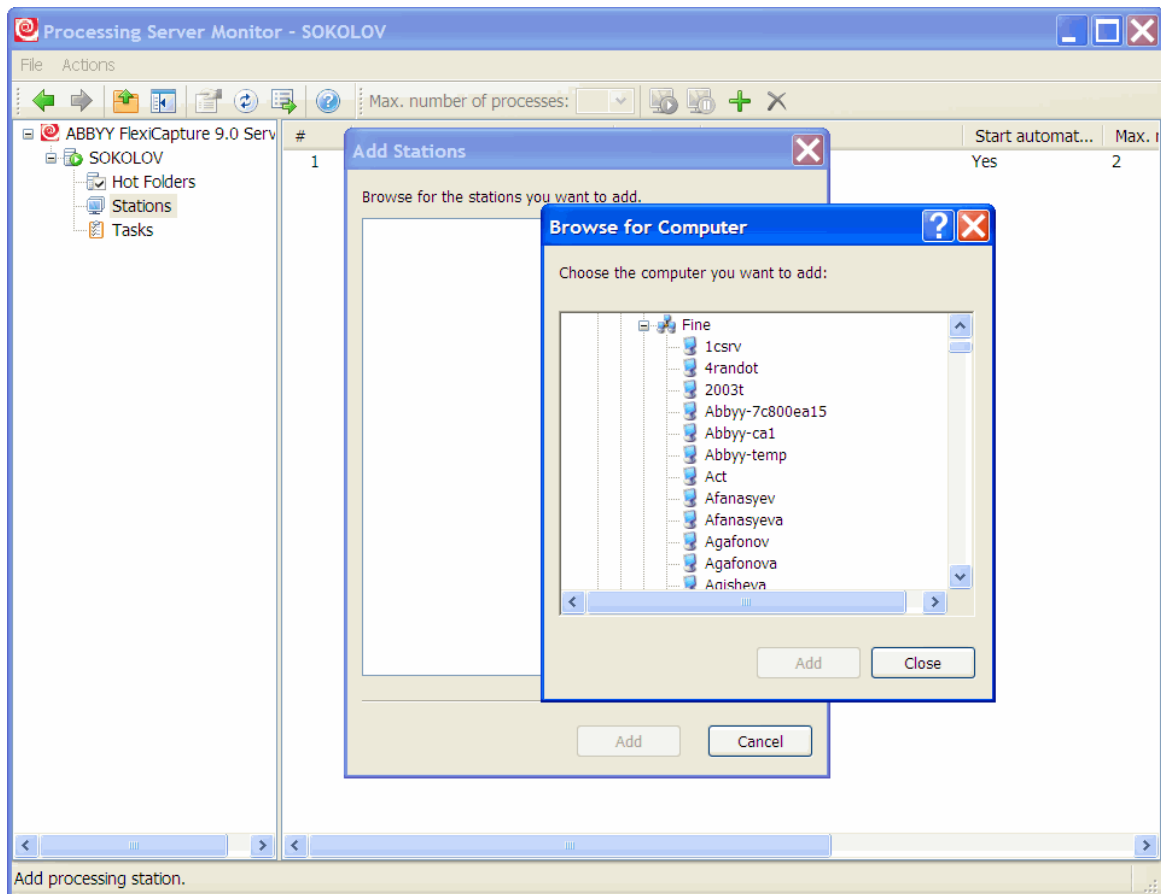 Processing Server Monitor - SOKOLOV
File Actions
Max. number of processes:
ABBYY FlexiCapture 9.0 Serv
SOKOLOV
Hot Folders
Stations
Tasks
# Start automat... Max. r
1 Yes 2
Add Stations
Browse for the stations you want to add.
Browse for Computer
Choose the computer you want to add:
Fine
1csrv
4randot
2003t
Abbyy-7c800ea15
Abbyy-ca1
Abbyy-temp
Act
Afanasyev
Afanasyeva
Agafonov
Agafonova
Agisheva
Add Close
Add Cancel
Add processing station.